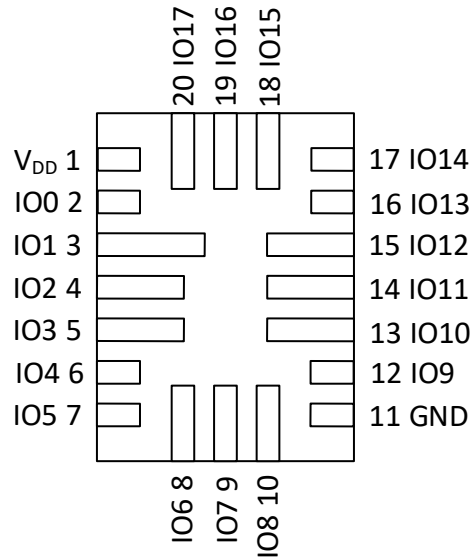 20 IO17
19 IO16
18 IO15
V_DD 1
IO0 2
IO1 3
IO2 4
IO3 5
IO4 6
IO5 7
17 IO14
16 IO13
15 IO12
14 IO11
13 IO10
12 IO9
11 GND
IO6 8
IO7 9
IO8 10